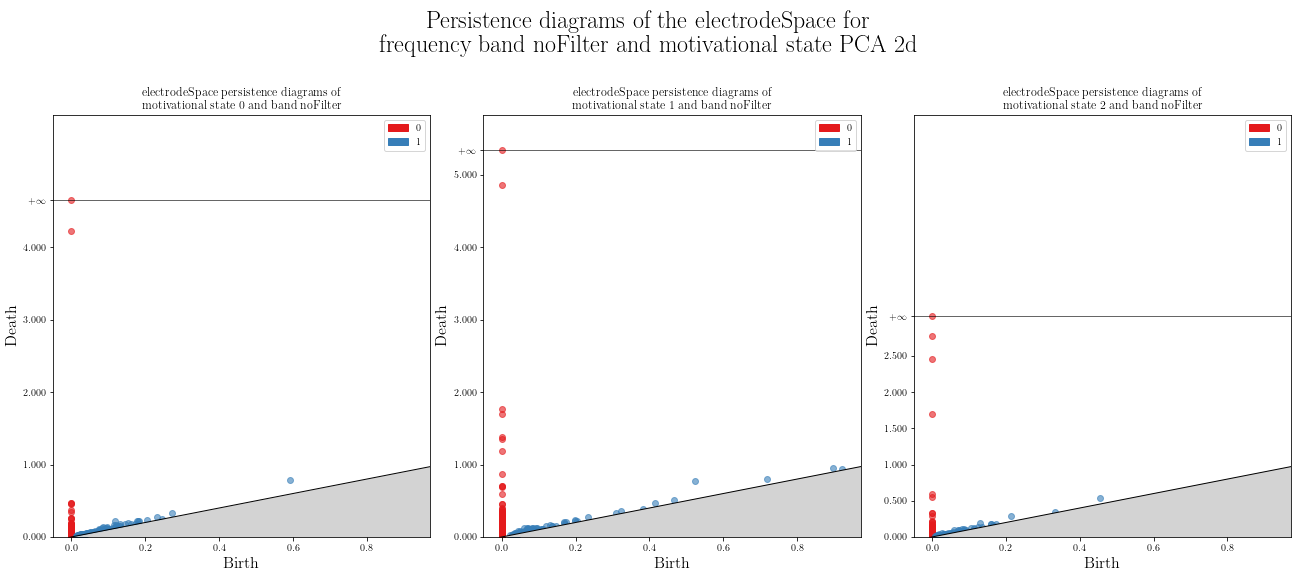 Persistence diagrams of the electrodeSpace for
frequency band noFilter and motivational state PCA 2d
electrodeSpace persistence diagrams of
motivational state 0 and band noFilter
0
1
+∞
4.000
3.000
2.000
1.000
0.000
Death
0.0 0.2 0.4 0.6 0.8
Birth
electrodeSpace persistence diagrams of
motivational state 1 and band noFilter
0
1
+∞
5.000
4.000
3.000
2.000
1.000
0.000
Death
0.0 0.2 0.4 0.6 0.8
Birth
electrodeSpace persistence diagrams of
motivational state 2 and band noFilter
0
1
+∞
2.500
1.500
1.000
0.500
0.000
Death
0.0 0.2 0.4 0.6 0.8
Birth